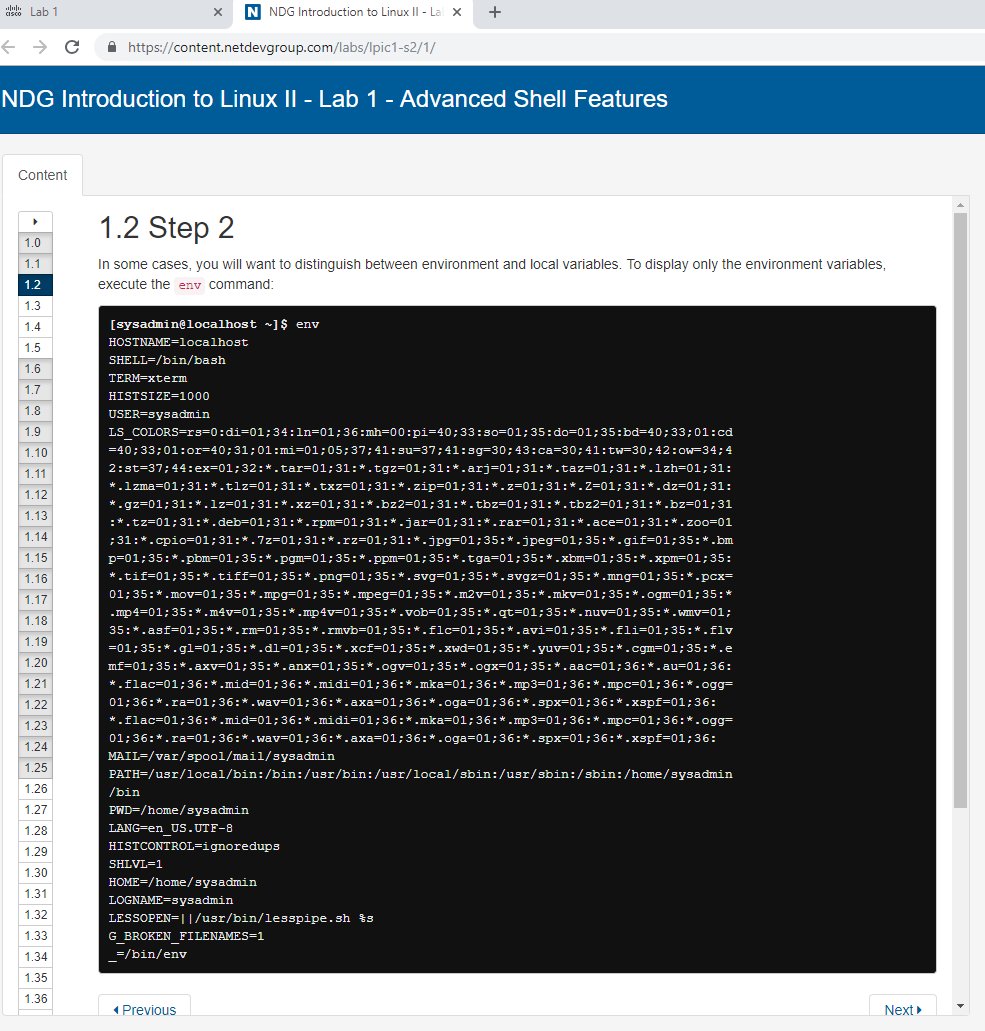 Lab 1
NDG Introduction to Linux II - La
https://content.netdevgroup.com/labs/lpic1-s2/1/
NDG Introduction to Linux II - Lab 1 - Advanced Shell Features
Content
1.0
1.1
1.2
1.3
1.4
1.5
1.6
1.7
1.8
1.9
1.10
1.11
1.12
1.13
1.14
1.15
1.16
1.17
1.18
1.19
1.20
1.21
1.22
1.23
1.24
1.25
1.26
1.27
1.28
1.29
1.30
1.31
1.32
1.33
1.34
1.35
1.36
1.2 Step 2
In some cases, you will want to distinguish between environment and local variables. To display only the environment variables,
execute the env command:
[sysadmin@localhost ~]$ env
HOSTNAME=localhost
SHELL=/bin/bash
TERM=xterm
HISTSIZE=1000
USER=sysadmin
LS_COLORS=rs=0:di=01;34:ln=01;36:mh=00:pi=40;33:so=01;35:do=01;35:bd=40;33;01:cd
=40;33;01:or=40;31;01:mi=01;05;37;41:su=37;41:sg=30;43:ca=30;41:tw=30;42:ow=34;4
2:st=37;44:ex=01;32:*.tar=01;31:*.tgz=01;31:*.arj=01;31:*.taz=01;31:*.lzh=01;31:
*.lzma=01;31:*.tlz=01;31:*.txz=01;31:*.zip=01;31:*.z=01;31:*.Z=01;31:*.dz=01;31:
*.gz=01;31:*.lz=01;31:*.xz=01;31:*.bz2=01;31:*.tbz=01;31:*.tbz2=01;31:*.bz=01;31
:*.tz=01;31:*.deb=01;31:*.rpm=01;31:*.jar=01;31:*.rar=01;31:*.ace=01;31:*.zoo=01
;31:*.cpio=01;31:*.7z=01;31:*.rz=01;31:*.jpg=01;35:*.jpeg=01;35:*.gif=01;35:*.bm
p=01;35:*.pbm=01;35:*.pgm=01;35:*.ppm=01;35:*.tga=01;35:*.xbm=01;35:*.xpm=01;35:
*.tif=01;35:*.tiff=01;35:*.png=01;35:*.svg=01;35:*.svgz=01;35:*.mng=01;35:*.pcx=
01;35:*.mov=01;35:*.mpg=01;35:*.mpeg=01;35:*.m2v=01;35:*.mkv=01;35:*.ogm=01;35:*
.mp4=01;35:*.m4v=01;35:*.mp4v=01;35:*.vob=01;35:*.qt=01;35:*.nuv=01;35:*.wmv=01;
35:*.asf=01;35:*.rm=01;35:*.rmvb=01;35:*.flc=01;35:*.avi=01;35:*.fli=01;35:*.flv
=01;35:*.gl=01;35:*.dl=01;35:*.xcf=01;35:*.xwd=01;35:*.yuv=01;35:*.cgm=01;35:*.e
mf=01;35:*.axv=01;35:*.anx=01;35:*.ogv=01;35:*.ogx=01;35:*.aac=01;36:*.au=01;36:
*.flac=01;36:*.mid=01;36:*.midi=01;36:*.mka=01;36:*.mp3=01;36:*.mpc=01;36:*.ogg=
01;36:*.ra=01;36:*.wav=01;36:*.axa=01;36:*.oga=01;36:*.spx=01;36:*.xspf=01;36:
*.flac=01;36:*.mid=01;36:*.midi=01;36:*.mka=01;36:*.mp3=01;36:*.mpc=01;36:*.ogg=
01;36:*.ra=01;36:*.wav=01;36:*.axa=01;36:*.oga=01;36:*.spx=01;36:*.xspf=01;36:
MAIL=/var/spool/mail/sysadmin
PATH=/usr/local/bin:/bin:/usr/bin:/usr/local/sbin:/usr/sbin:/sbin:/home/sysadmin
/bin
PWD=/home/sysadmin
LANG=en_US.UTF-8
HISTCONTROL=ignoredups
SHLVL=1
HOME=/home/sysadmin
LOGNAME=sysadmin
LESSOPEN=||/usr/bin/lesspipe.sh %s
G_BROKEN_FILENAMES=1
_=/bin/env
Previous
Next